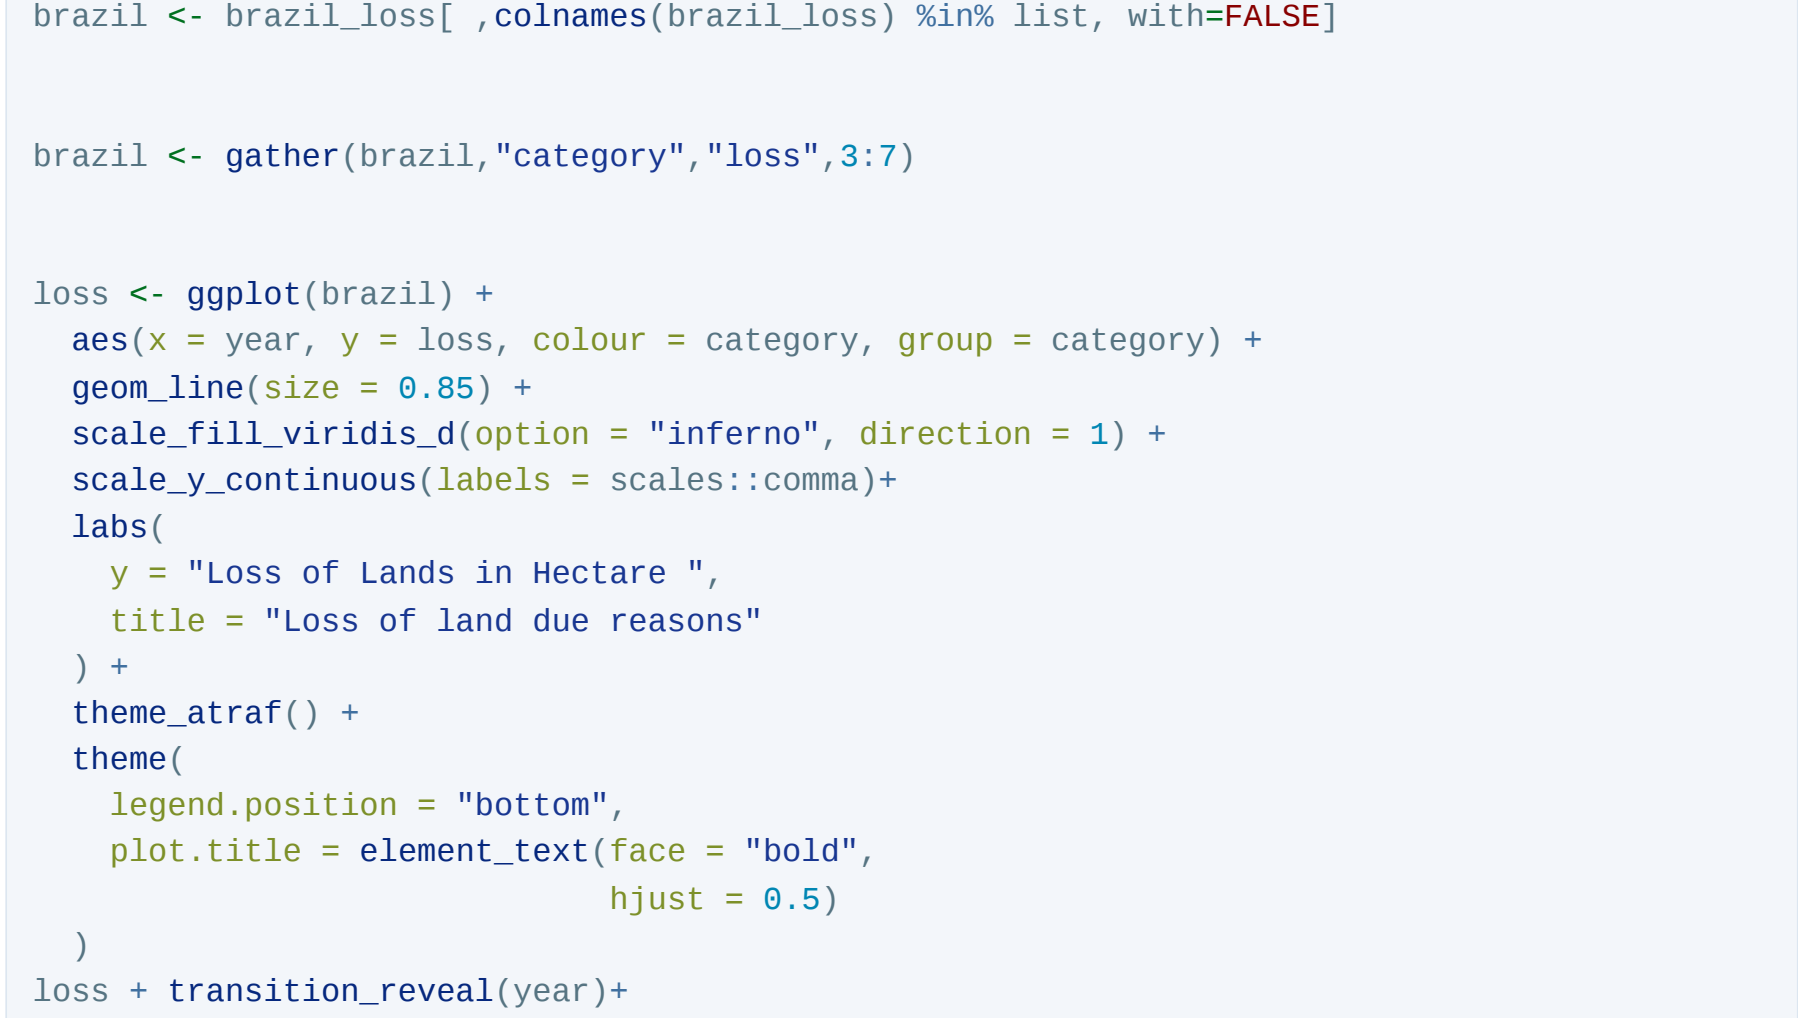 brazil <- brazil_loss[ ,colnames(brazil_loss) %in% list, with=FALSE]
brazil <- gather(brazil,"category","loss",3:7)
loss <- ggplot(brazil) +
  aes(x = year, y = loss, colour = category, group = category) +
  geom_line(size = 0.85) +
  scale_fill_viridis_d(option = "inferno", direction = 1) +
  scale_y_continuous(labels = scales::comma)+
  labs(
    y = "Loss of Lands in Hectare ",
    title = "Loss of land due reasons"
  ) +
  theme_atraf() +
  theme(
    legend.position = "bottom",
    plot.title = element_text(face = "bold",
                              hjust = 0.5)
  )
loss + transition_reveal(year)+